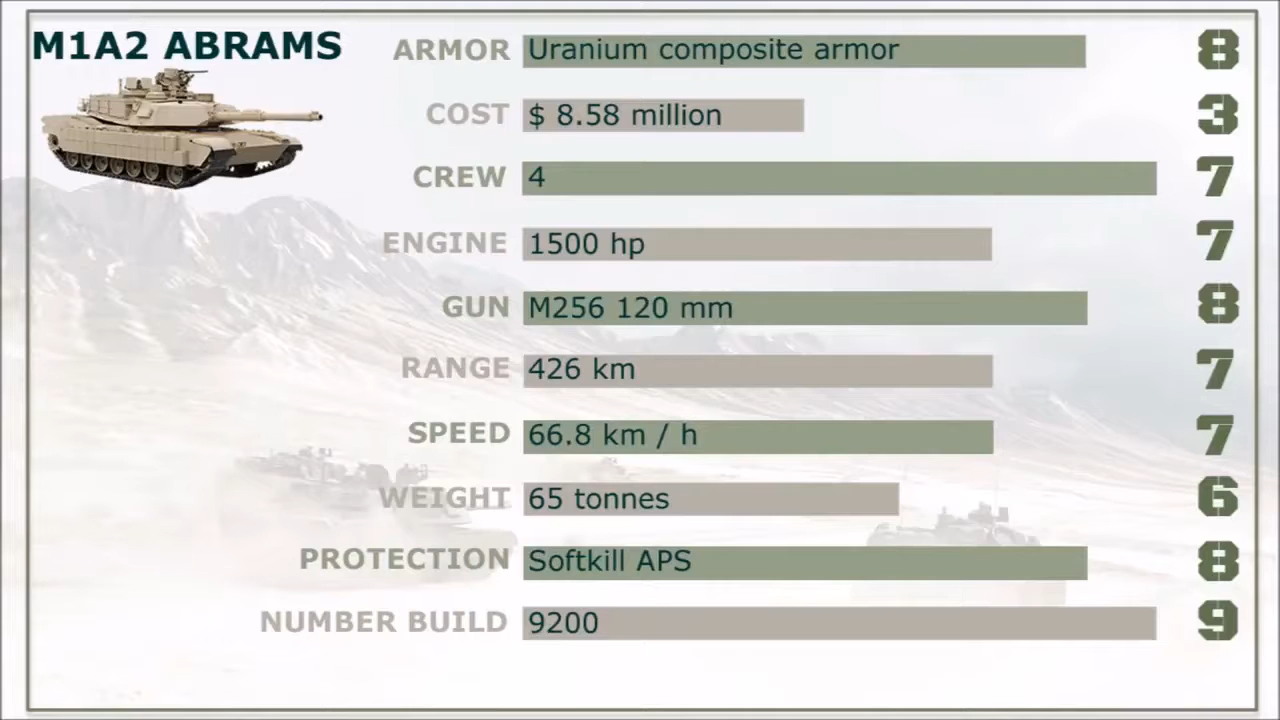 M1A2 ABRAMS
ARMOR Uranium composite armor 8
COST $ 8.58 million 3
CREW 4 7
ENGINE 1500 hp 7
GUN M256 120 mm 8
RANGE 426 km 7
SPEED 66.8 km / h 7
WEIGHT 65 tonnes 6
PROTECTION Softkill APS 8
NUMBER BUILD 9200 9